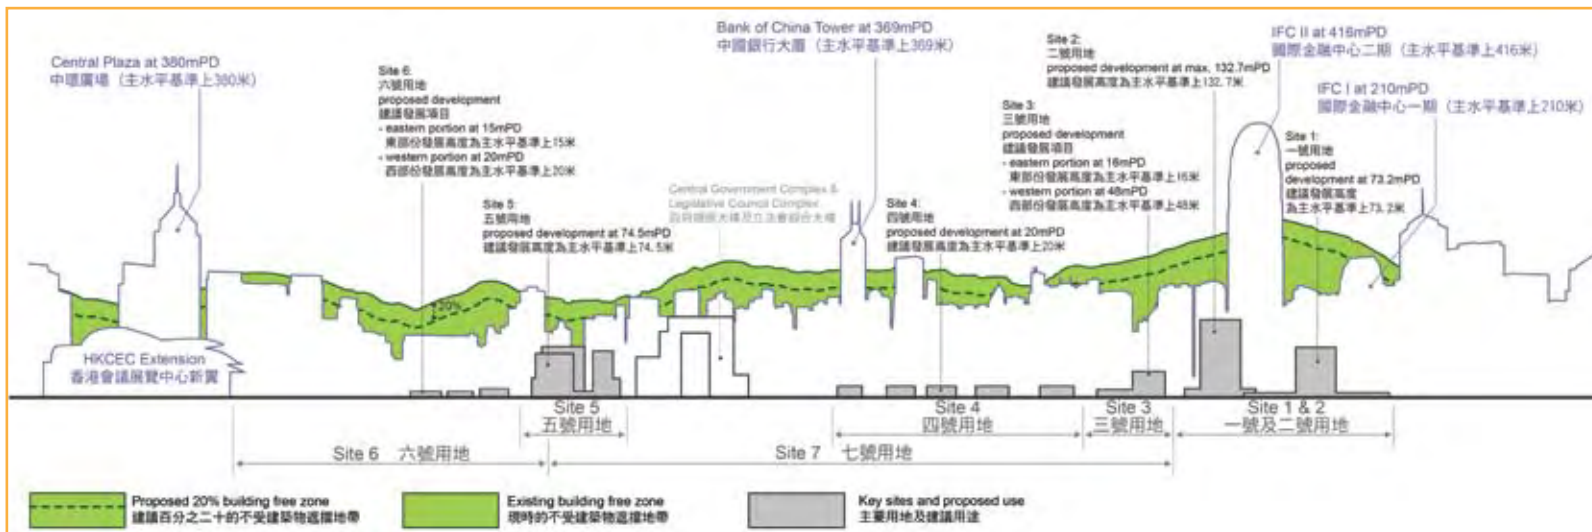 Central Plaza at 380mPD
中環廣場（主水平基準上380米）
Site 6:
六號用地
proposed development
建議發展項目
- eastern portion at 15mPD
東部份發展高度為主水平基準上15米
- western portion at 20mPD
西部份發展高度為主水平基準上20米
Site 5:
五號用地
proposed development at 74.5mPD
建議發展高度為主水平基準上74.5米
Central Government Complex &
Legislative Council Complex
Bank of China Tower at 369mPD
中國銀行大廈（主水平基準上369米）
Site 4:
四號用地
proposed development at 20mPD
建議發展高度為主水平基準上20米
Site 2:
二號用地
proposed development at max. 132.7mPD
建議發展高度為主水平基準上132.7米
Site 3:
三號用地
proposed development
建議發展項目
- eastern portion at 16mPD
東部份發展高度為主水平基準上16米
- western portion at 48mPD
西部份發展高度為主水平基準上48米
IFC II at 416mPD
國際金融中心二期（主水平基準上416米）
IFC I at 210mPD
國際金融中心一期（主水平基準上210米）
Site 1:
一號用地
proposed
development at 73.2mPD
建議發展高度
為主水平基準上73.2米
20%
HKCEC Extension
香港會議展覽中心新翼
Site 5
五號用地
Site 4
四號用地
Site 3
三號用地
Site 1 & 2
一號及二號用地
Site 6 六號用地
Site 7 七號用地
Proposed 20% building free zone
建議百分之二十的不受建築物遮擋地帶
Existing building free zone
現時的不受建築物遮擋地帶
Key sites and proposed use
主要用地及建議用途